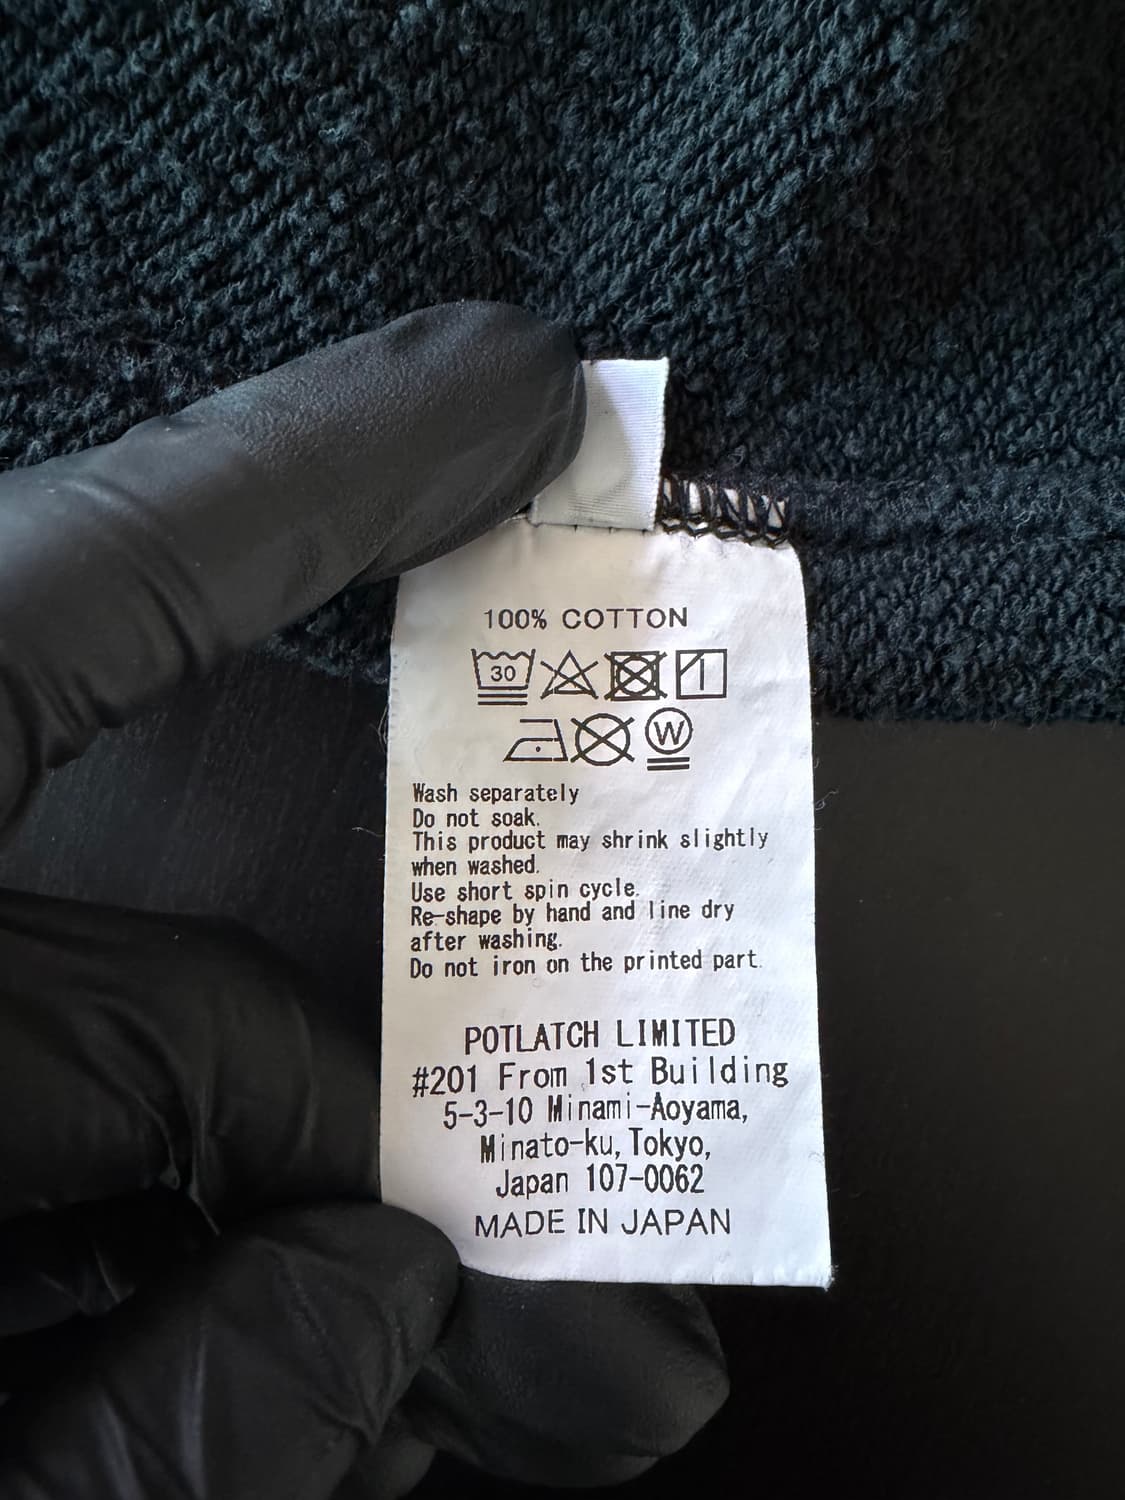 100% COTTON
30
W
Wash separately
Do not soak.
This product may shrink slightly
when washed.
Use short spin cycle.
Re-shape by hand and line dry
after washing.
Do not iron on the printed part.
POTLATCH LIMITED
#201 From 1st Building
5-3-10 Minami-Aoyama,
Minato-ku, Tokyo,
Japan 107-0062
MADE IN JAPAN